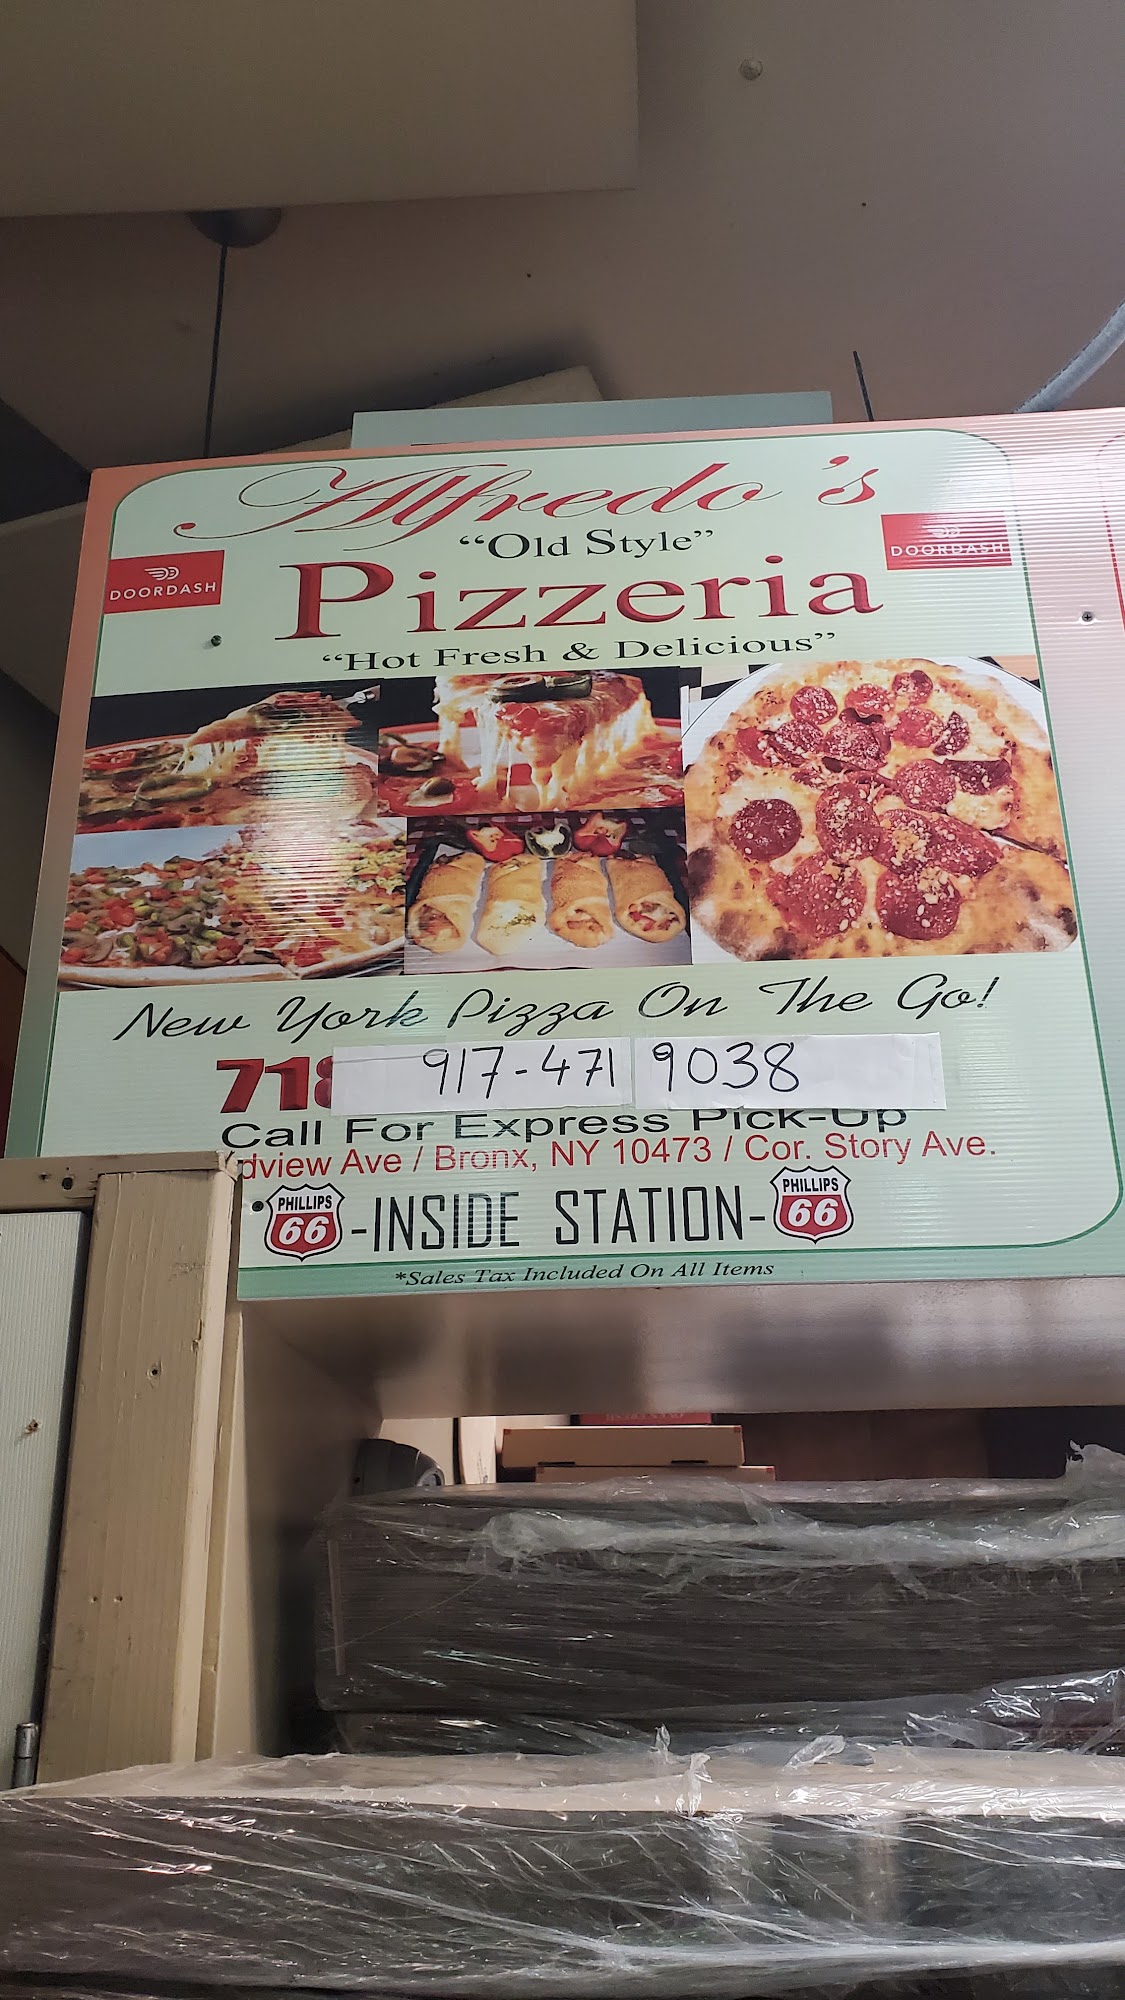 Alfredo's
"Old Style"
DOORDASH
DOORDASH
Pizzeria
"Hot Fresh & Delicious"
New York Pizza On The Go!
718 917-471 9038
Call For Express Pick-Up
dview Ave / Bronx, NY 10473 / Cor. Story Ave.
PHILLIPS 66 -INSIDE STATION- PHILLIPS 66
*Sales Tax Included On All Items